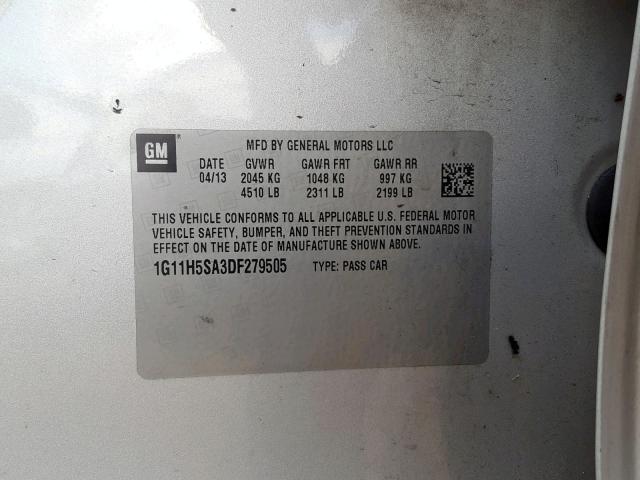 GM
MFD BY GENERAL MOTORS LLC
DATE GVWR GAWR FRT GAWR RR
04/13 2045 KG 1048 KG 997 KG
4510 LB 2311 LB 2199 LB
THIS VEHICLE CONFORMS TO ALL APPLICABLE U.S. FEDERAL MOTOR
VEHICLE SAFETY, BUMPER, AND THEFT PREVENTION STANDARDS IN
EFFECT ON THE DATE OF MANUFACTURE SHOWN ABOVE.
1G11H5SA3DF279505 TYPE: PASS CAR